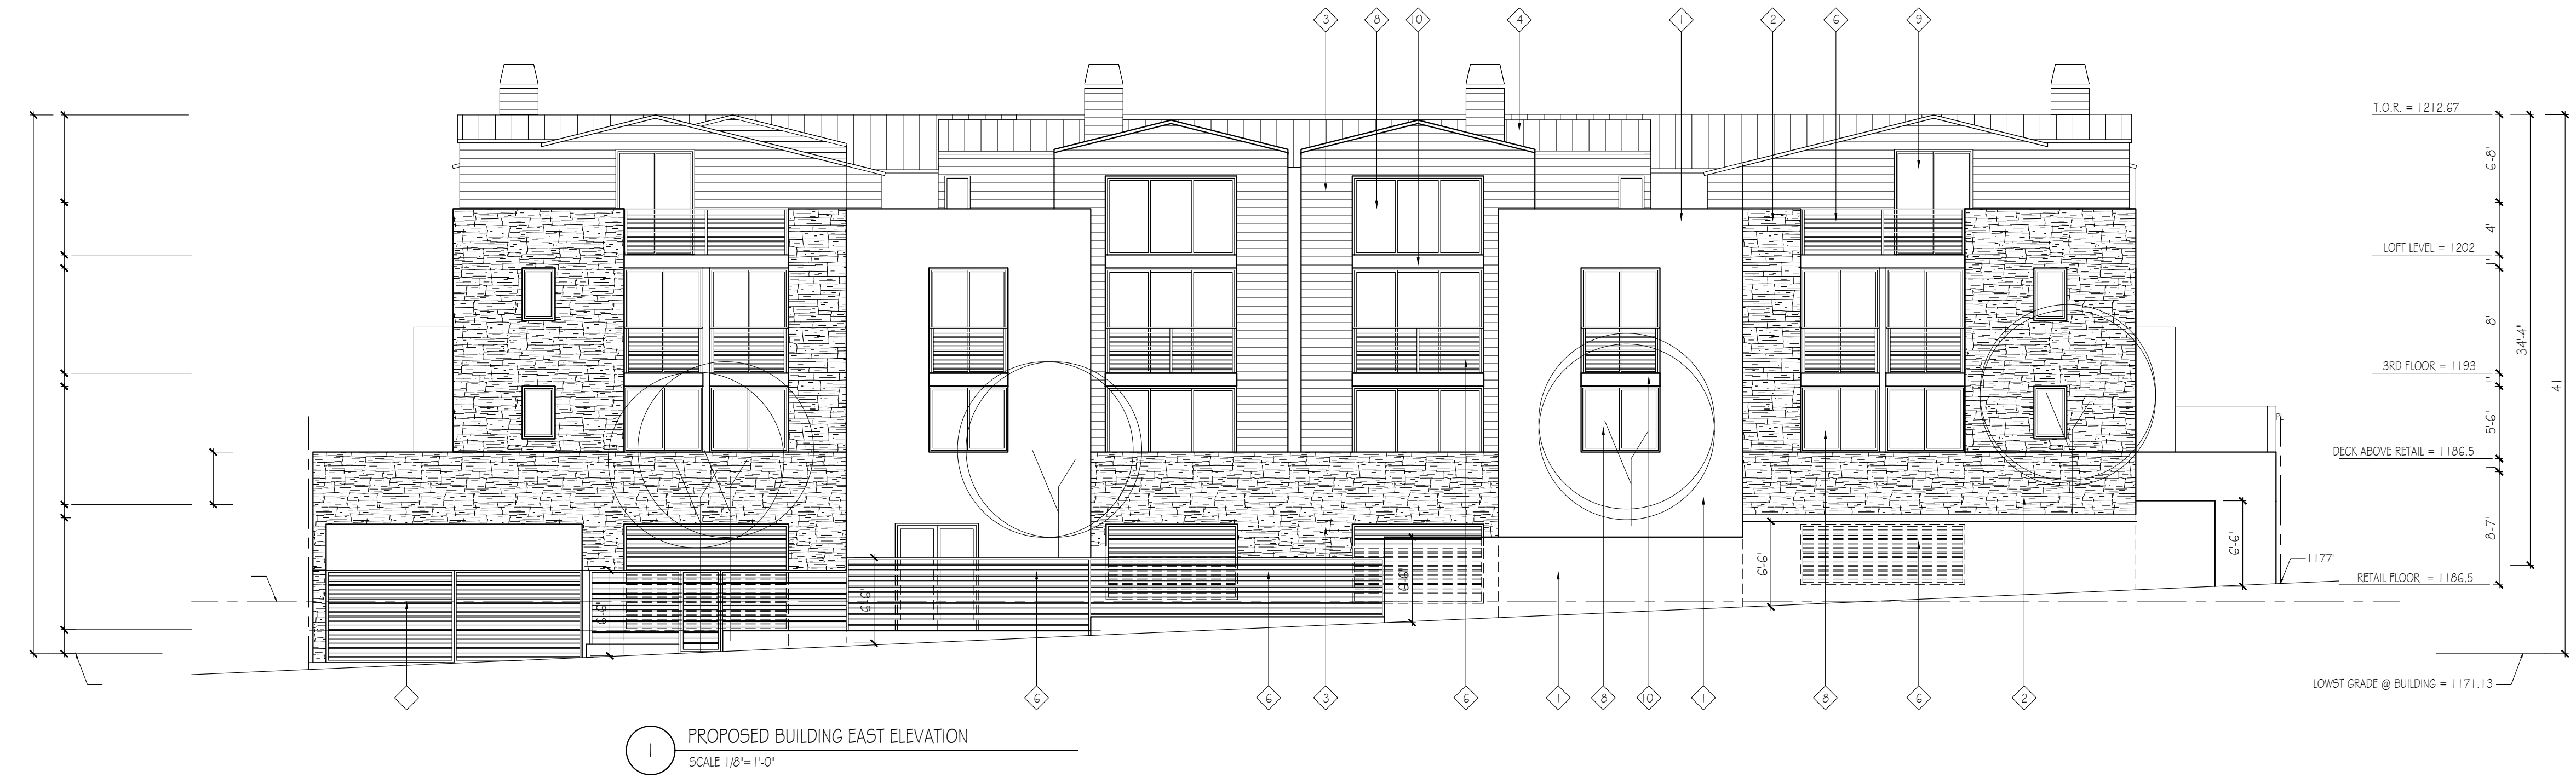 3 8 10 4 1 2 6 9
T.O.R. = 1212.67
6'-8"
4'
LOFT LEVEL = 1202
1'
8'
34'-4"
41'
3RD FLOOR = 1193
1'
5'-6"
DECK ABOVE RETAIL = 1186.5
1'
8'-7"
6'-6"
6'-6"
6'-6"
6'-6"
6'-6"
1177'
RETAIL FLOOR = 1186.5
LOWST GRADE @ BUILDING = 1171.13
6 6 3 6 1 8 10 1 8 6 2
1 PROPOSED BUILDING EAST ELEVATION
SCALE 1/8"=1'-0"